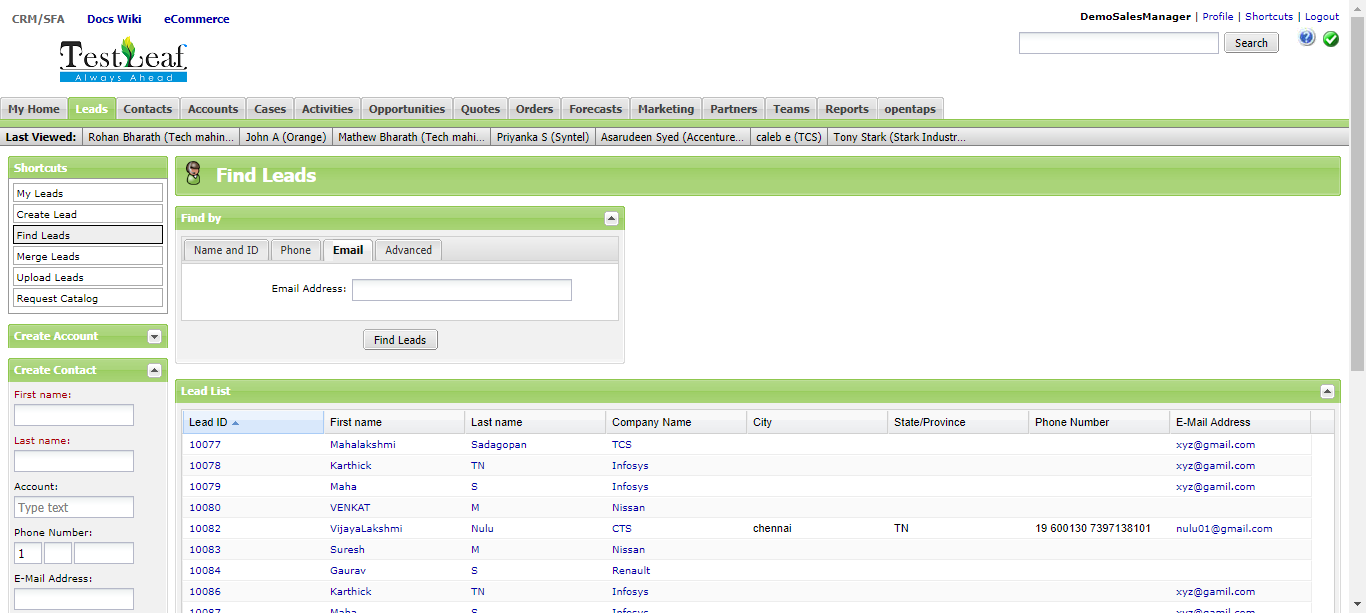 CRM/SFA Docs Wiki eCommerce
DemoSalesManager | Profile | Shortcuts | Logout
TestLeaf
Always Ahead
Search
My Home Leads Contacts Accounts Cases Activities Opportunities Quotes Orders Forecasts Marketing Partners Teams Reports opentaps
Last Viewed: Rohan Bharath (Tech mahin... John A (Orange) Mathew Bharath (Tech mahi... Priyanka S (Syntel) Asarudeen Syed (Accenture... caleb e (TCS) Tony Stark (Stark Industr...
Shortcuts
My Leads
Create Lead
Find Leads
Merge Leads
Upload Leads
Request Catalog
Create Account
Create Contact
First name:
Last name:
Account:
Type text
Phone Number:
1
E-Mail Address:
Find Leads
Find by
Name and ID Phone Email Advanced
Email Address:
Find Leads
Lead List
Lead ID First name Last name Company Name City State/Province Phone Number E-Mail Address
10077 Mahalakshmi Sadagopan TCS xyz@gmail.com
10078 Karthick TN Infosys xyz@gamil.com
10079 Maha S Infosys xyz@gamil.com
10080 VENKAT M Nissan
10082 VijayaLakshmi Nulu CTS chennai TN 19 600130 7397138101 nulu01@gmail.com
10083 Suresh M Nissan
10084 Gaurav S Renault
10086 Karthick TN Infosys xyz@gamil.com
10087 Maha S Infosys xyz@gamil.com